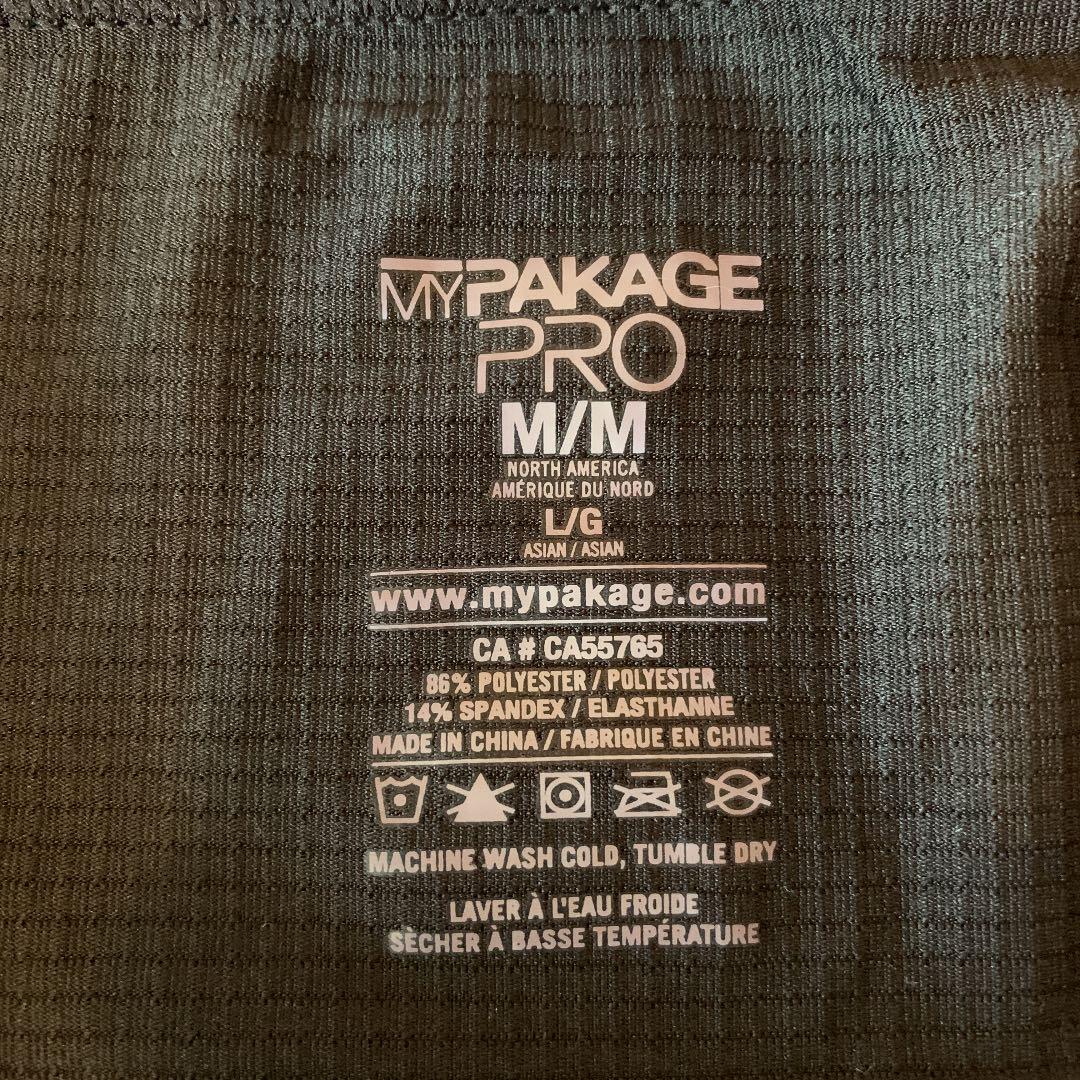 MYPAKAGE
PRO
M/M
NORTH AMERICA
AMÉRIQUE DU NORD
L/G
ASIAN / ASIAN
www.mypakage.com
CA # CA55765
86% POLYESTER / POLYESTER
14% SPANDEX / ELASTHANNE
MADE IN CHINA / FABRIQUE EN CHINE
MACHINE WASH COLD, TUMBLE DRY
LAVER À L'EAU FROIDE
SÈCHER À BASSE TEMPÉRATURE